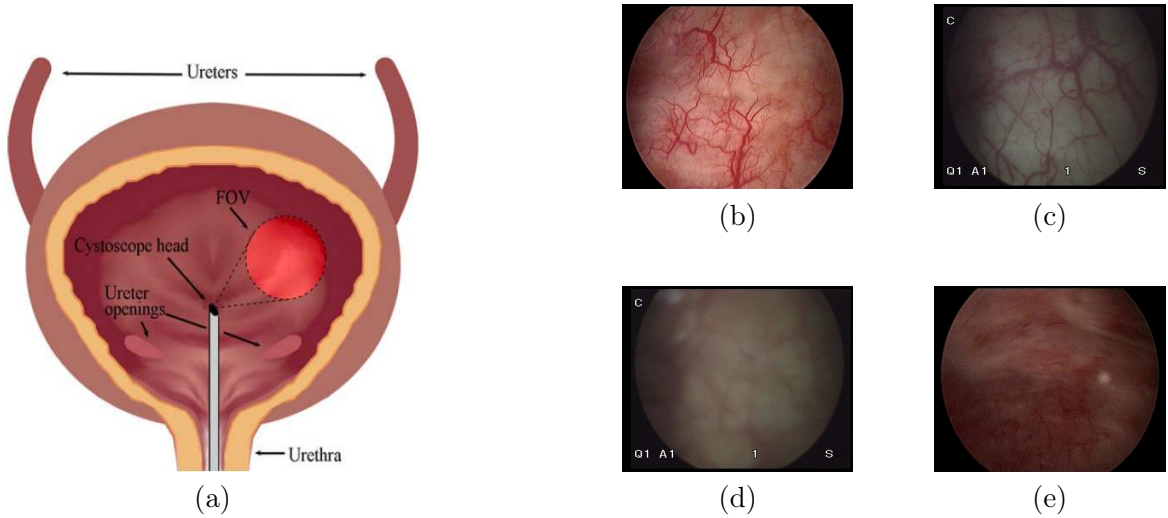 Ureters
FOV
Cystoscope head
Ureter
openings
Urethra
(a)
(b)
C
Q1 A1 1 S
(c)
C
Q1 A1 1 S
(d)
(e)